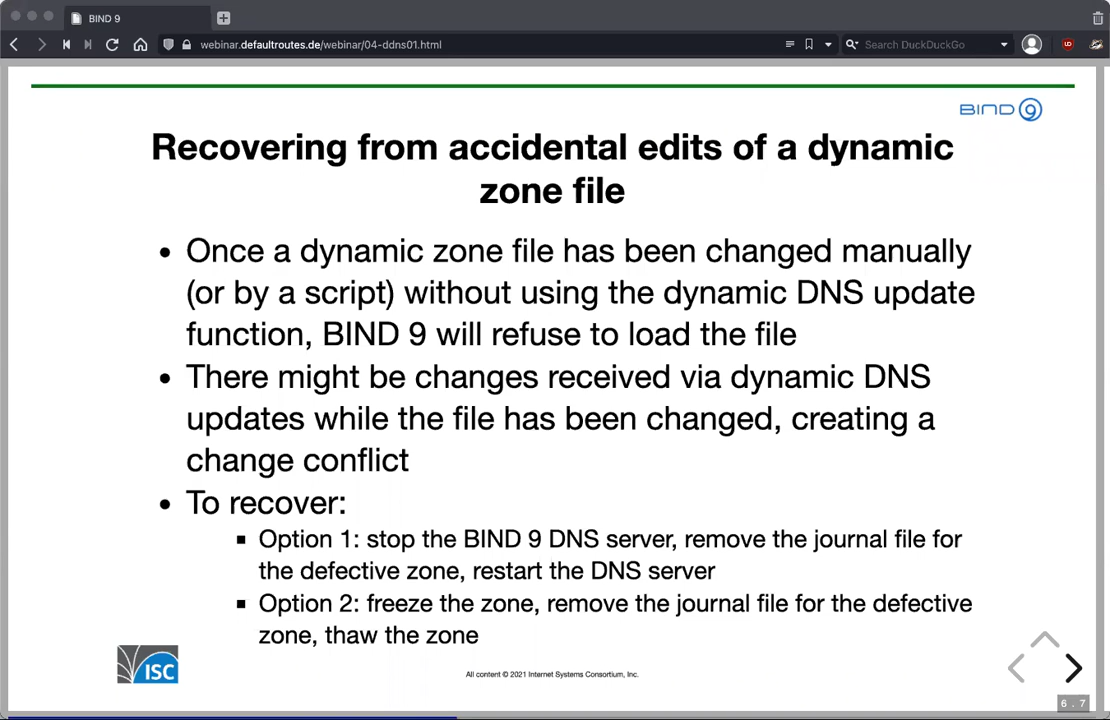 BIND 9
webinar.defaultroutes.de/webinar/04-ddns01.html
Search DuckDuckGo
BIND 9
Recovering from accidental edits of a dynamic
zone file
• Once a dynamic zone file has been changed manually
(or by a script) without using the dynamic DNS update
function, BIND 9 will refuse to load the file
• There might be changes received via dynamic DNS
updates while the file has been changed, creating a
change conflict
• To recover:
▪ Option 1: stop the BIND 9 DNS server, remove the journal file for
the defective zone, restart the DNS server
▪ Option 2: freeze the zone, remove the journal file for the defective
zone, thaw the zone
ISC
All content © 2021 Internet Systems Consortium, Inc.
6 . 7